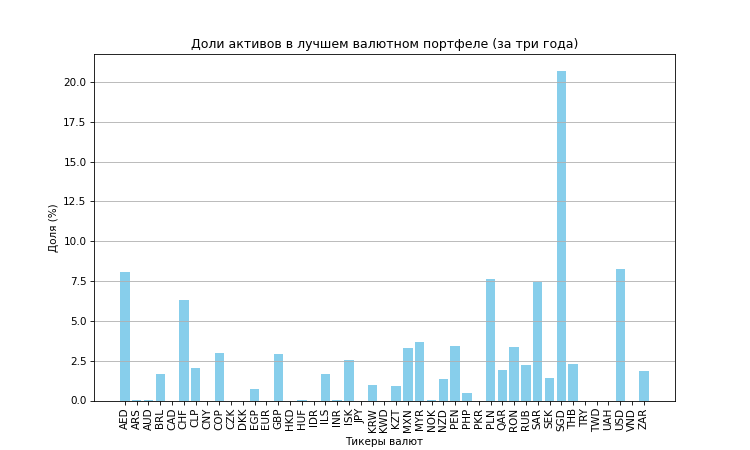 Доли активов в лучшем валютном портфеле (за три года)
Доля (%)
20.0
17.5
15.0
12.5
10.0
7.5
5.0
2.5
0.0
AED ARS AUD BRL CAD CHF CLP CNY COP CZK DKK EGP EUR GBP HKD HUF IDR ILS INR ISK JPY KRW KWD KZT MXN MYR NOK NZD PEN PHP PKR PLN QAR RON RUB SAR SEK SGD THB TRY TWD UAH USD VND ZAR
Тикеры валют